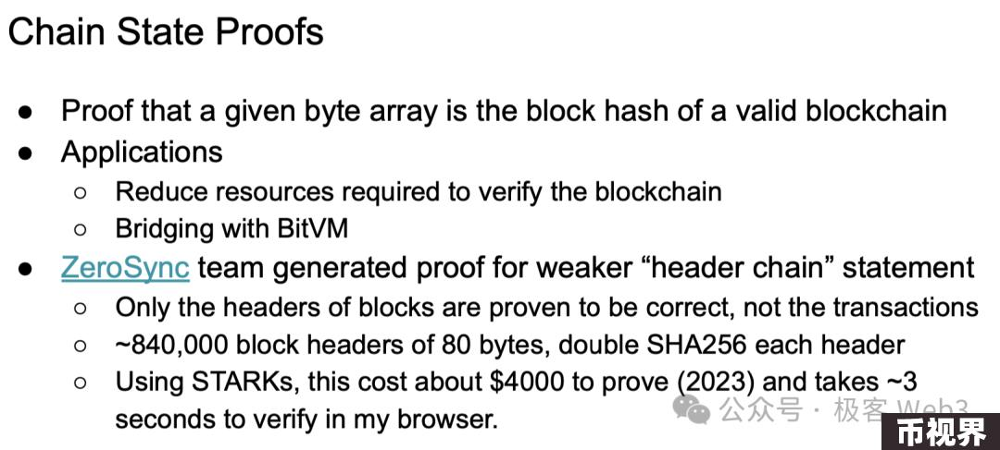 Chain State Proofs
● Proof that a given byte array is the block hash of a valid blockchain
● Applications
○ Reduce resources required to verify the blockchain
○ Bridging with BitVM
● ZeroSync team generated proof for weaker “header chain” statement
○ Only the headers of blocks are proven to be correct, not the transactions
○ ~840,000 block headers of 80 bytes, double SHA256 each header
○ Using STARKs, this cost about $4000 to prove (2023) and takes ~3
seconds to verify in my browser.
公众号 · 极客 Web3
币视界